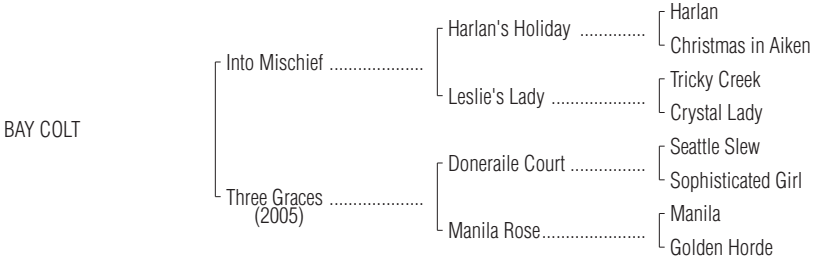 Harlan
Harlan's Holiday ..............
Christmas in Aiken
Into Mischief ....................
Tricky Creek
Leslie's Lady ....................
Crystal Lady
BAY COLT
Seattle Slew
Doneraile Court ................
Sophisticated Girl
Three Graces ....................
(2005)
Manila
Manila Rose......................
Golden Horde